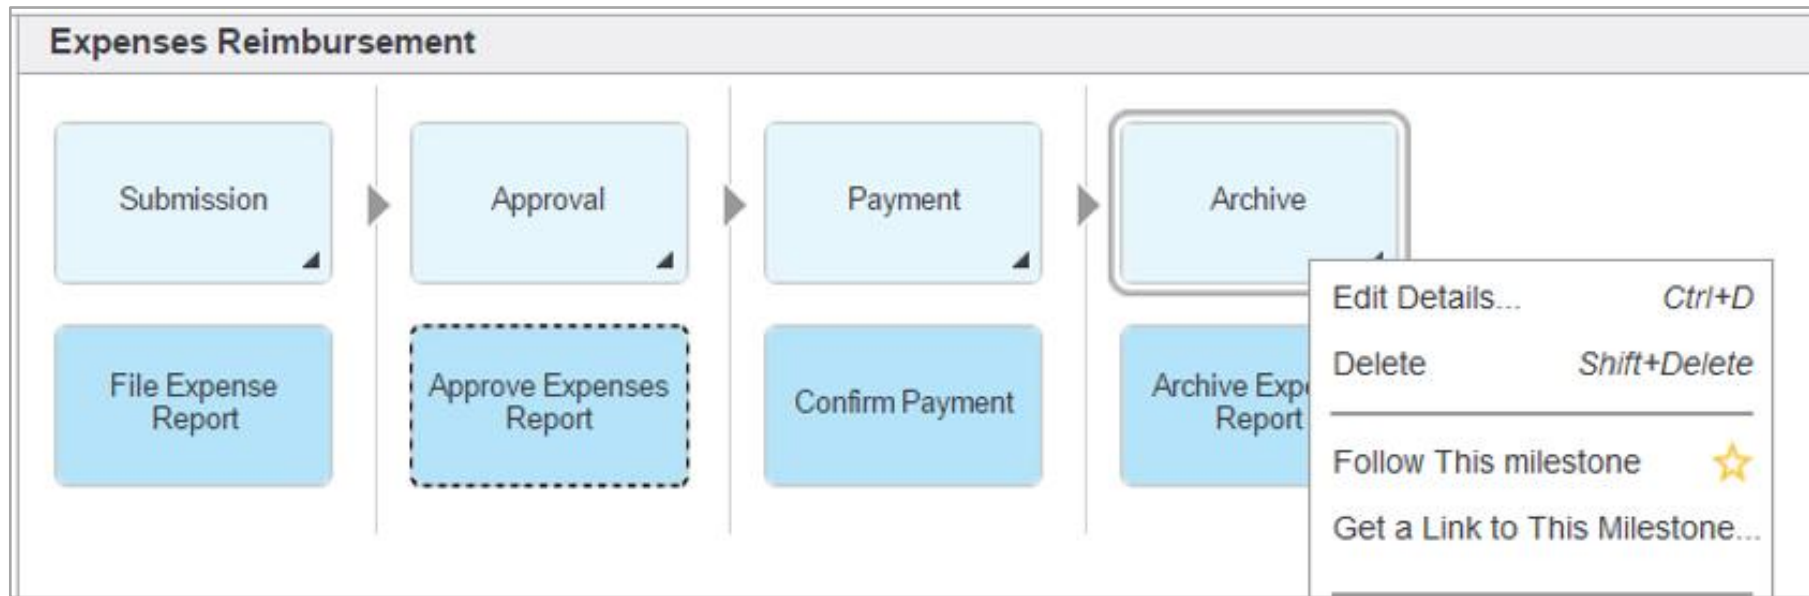 Expenses Reimbursement
Submission
Approval
Payment
Archive
File Expense
Report
Approve Expenses
Report
Confirm Payment
Archive
Report
Edit Details... Ctrl+D
Delete Shift+Delete
Follow This milestone
Get a Link to This Milestone...